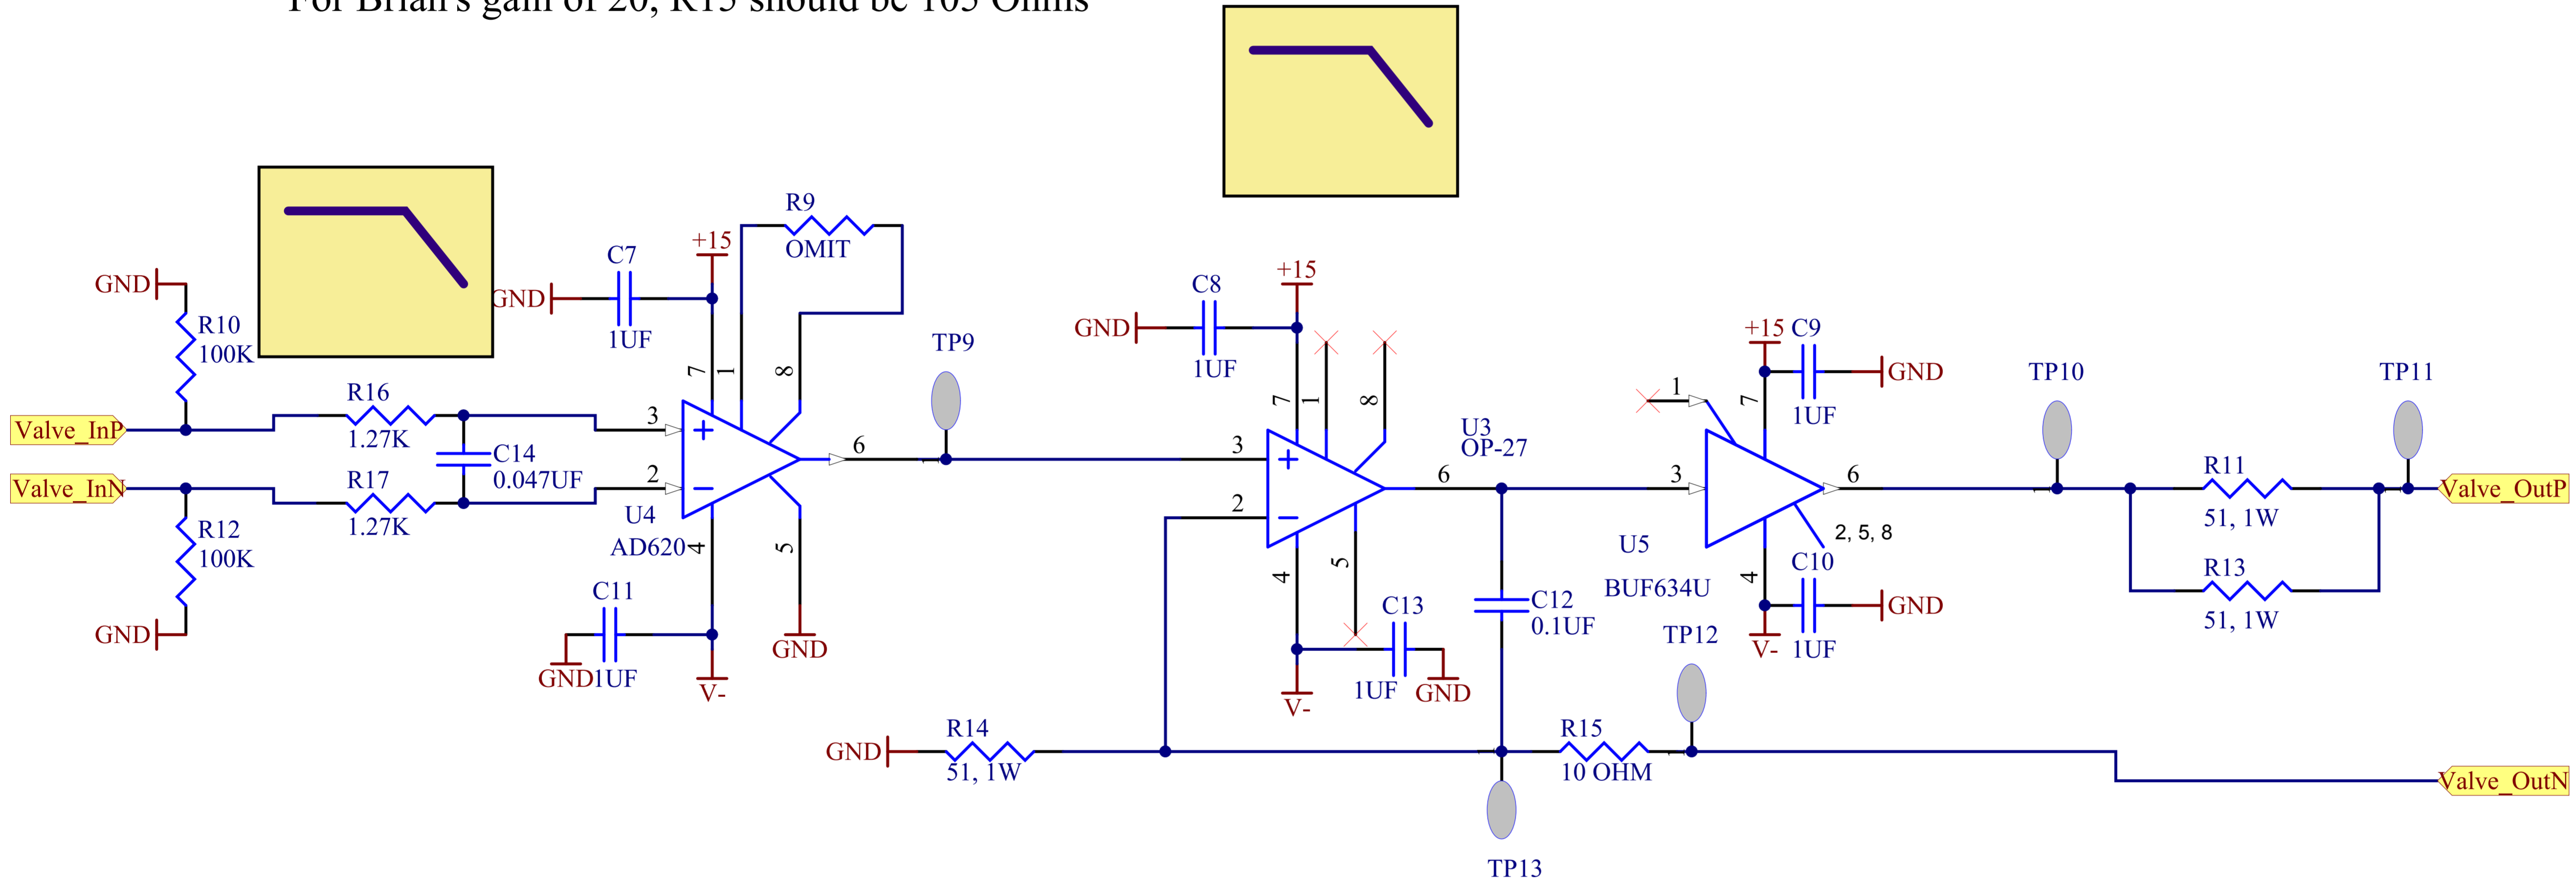 For Brian's gain of 20, R15 should be 105 Ohms
R9
OMIT
+15
C7
GND
1UF
GND
R10
100K
7
1
8
TP9
C8
+15
GND
1UF
7
1
8
+15
C9
GND
1UF
7
1
TP10
TP11
R16
1.27K
Valve_InP
3
6
C14
0.047UF
Valve_InN
R17
1.27K
2
R12
100K
GND
U4
AD620
4
5
C11
GND
1UF
V-
GND
3
2
6
U3
OP-27
4
5
C13
1UF
GND
V-
C12
0.1UF
3
6
U5
BUF634U
2, 5, 8
4
C10
GND
V-
1UF
R11
51, 1W
R13
51, 1W
Valve_OutP
TP12
GND
R14
51, 1W
R15
10 OHM
Valve_OutN
TP13